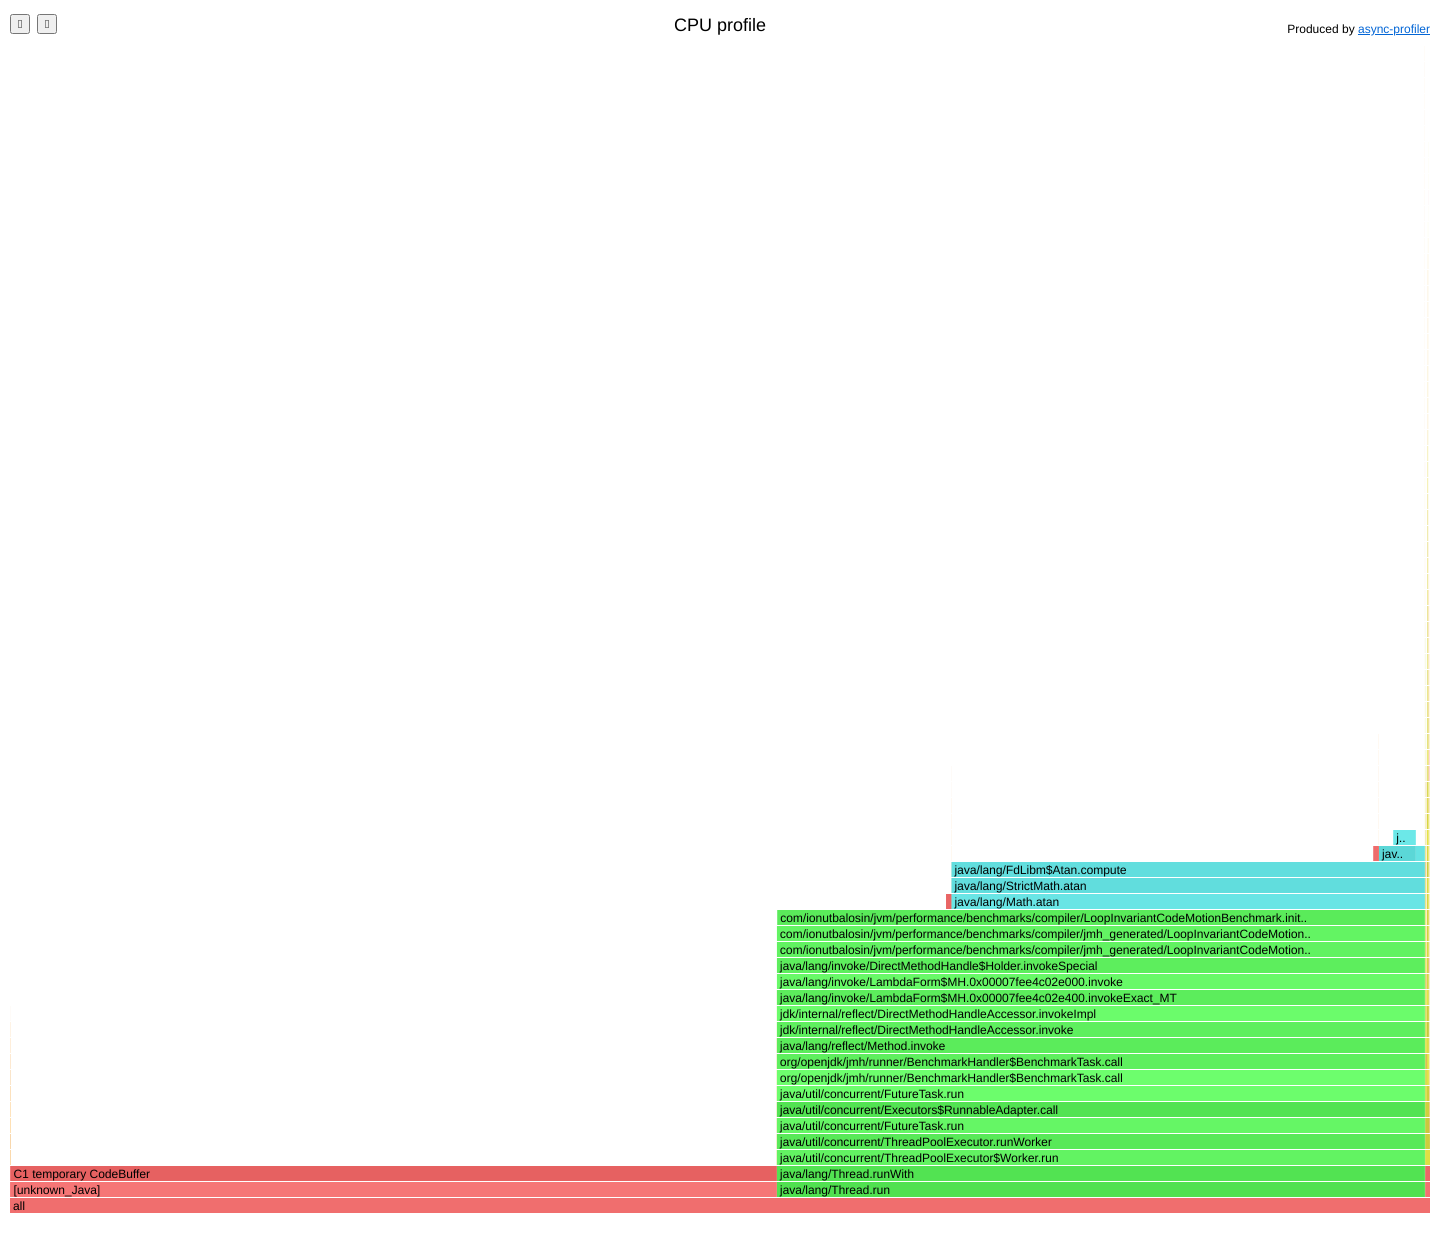 CPU profile
Produced by async-profiler
j..
jav..
java/lang/FdLibm$Atan.compute
java/lang/StrictMath.atan
java/lang/Math.atan
com/ionutbalosin/jvm/performance/benchmarks/compiler/LoopInvariantCodeMotionBenchmark.init..
com/ionutbalosin/jvm/performance/benchmarks/compiler/jmh_generated/LoopInvariantCodeMotion..
com/ionutbalosin/jvm/performance/benchmarks/compiler/jmh_generated/LoopInvariantCodeMotion..
java/lang/invoke/DirectMethodHandle$Holder.invokeSpecial
java/lang/invoke/LambdaForm$MH.0x00007fee4c02e000.invoke
java/lang/invoke/LambdaForm$MH.0x00007fee4c02e400.invokeExact_MT
jdk/internal/reflect/DirectMethodHandleAccessor.invokeImpl
jdk/internal/reflect/DirectMethodHandleAccessor.invoke
java/lang/reflect/Method.invoke
org/openjdk/jmh/runner/BenchmarkHandler$BenchmarkTask.call
org/openjdk/jmh/runner/BenchmarkHandler$BenchmarkTask.call
java/util/concurrent/FutureTask.run
java/util/concurrent/Executors$RunnableAdapter.call
java/util/concurrent/FutureTask.run
java/util/concurrent/ThreadPoolExecutor.runWorker
java/util/concurrent/ThreadPoolExecutor$Worker.run
C1 temporary CodeBuffer
java/lang/Thread.runWith
[unknown_Java]
java/lang/Thread.run
all